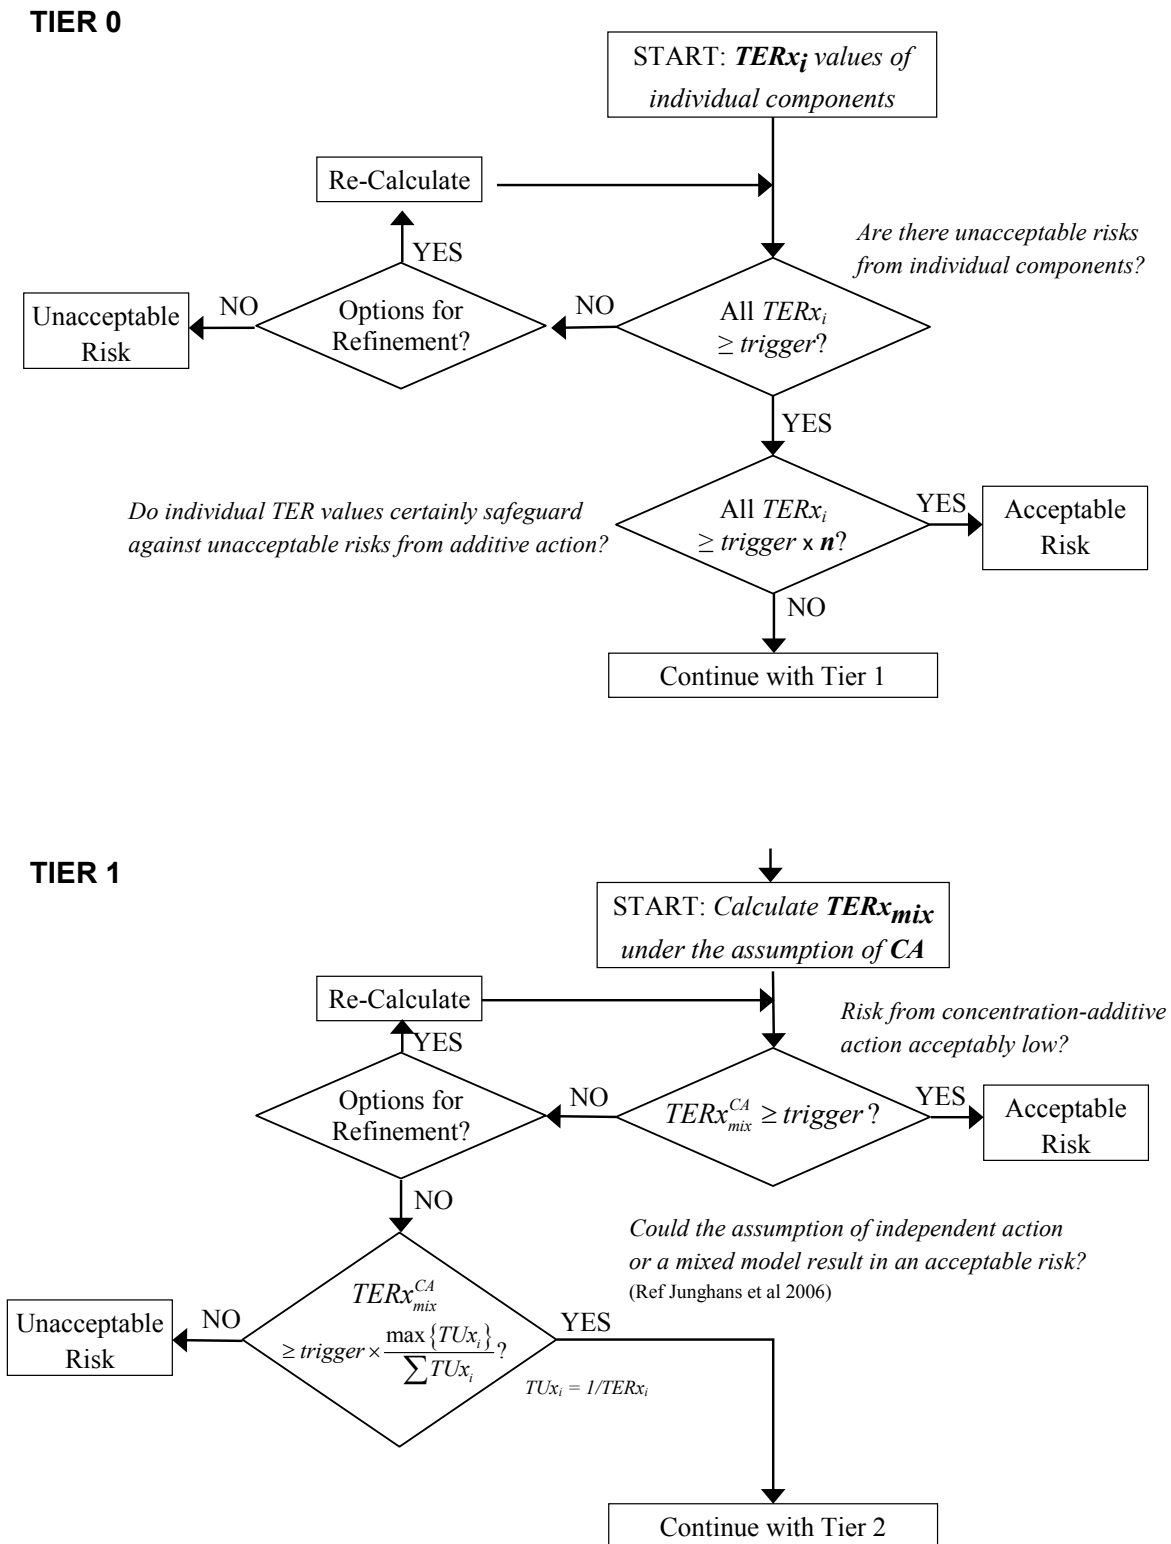 TIER 0
START: TERxi values of
individual components
Re-Calculate
YES
Are there unacceptable risks
from individual components?
Unacceptable
Risk
NO
Options for
Refinement?
NO
All TERxi
≥ trigger?
YES
Do individual TER values certainly safeguard
against unacceptable risks from additive action?
All TERxi
≥ trigger x n?
YES
Acceptable
Risk
NO
Continue with Tier 1
TIER 1
START: Calculate TERxmix
under the assumption of CA
Re-Calculate
YES
Risk from concentration-additive
action acceptably low?
Options for
Refinement?
NO
TERx mix CA ≥ trigger ?
YES
Acceptable
Risk
NO
Could the assumption of independent action
or a mixed model result in an acceptable risk?
(Ref Junghans et al 2006)
Unacceptable
Risk
NO
TERx mix CA
≥ trigger × max {TUxi} / ∑ TUxi ?
YES
TUxi = 1/TERxi
Continue with Tier 2